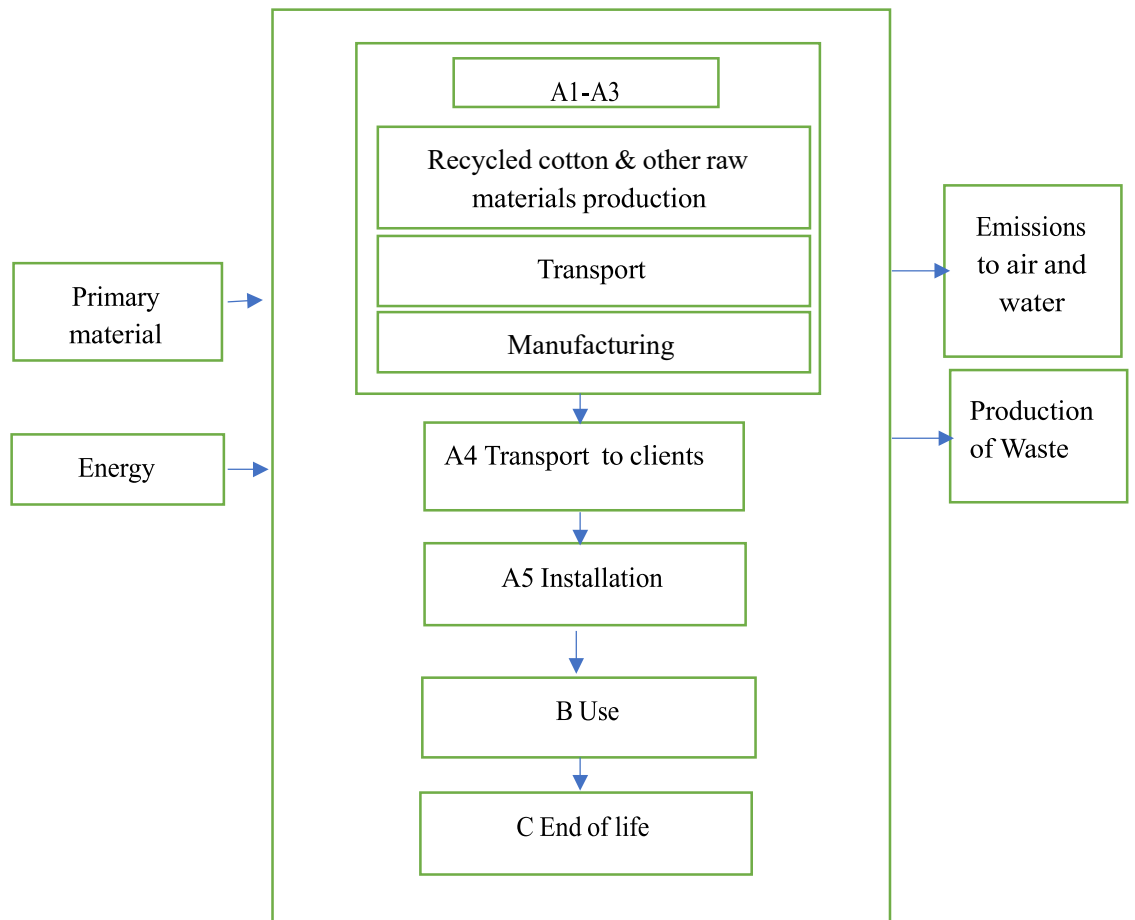 A1-A3
Recycled cotton & other raw
materials production
Transport
Manufacturing
A4 Transport to clients
A5 Installation
B Use
C End of life
Primary
material
Energy
Emissions
to air and
water
Production
of Waste